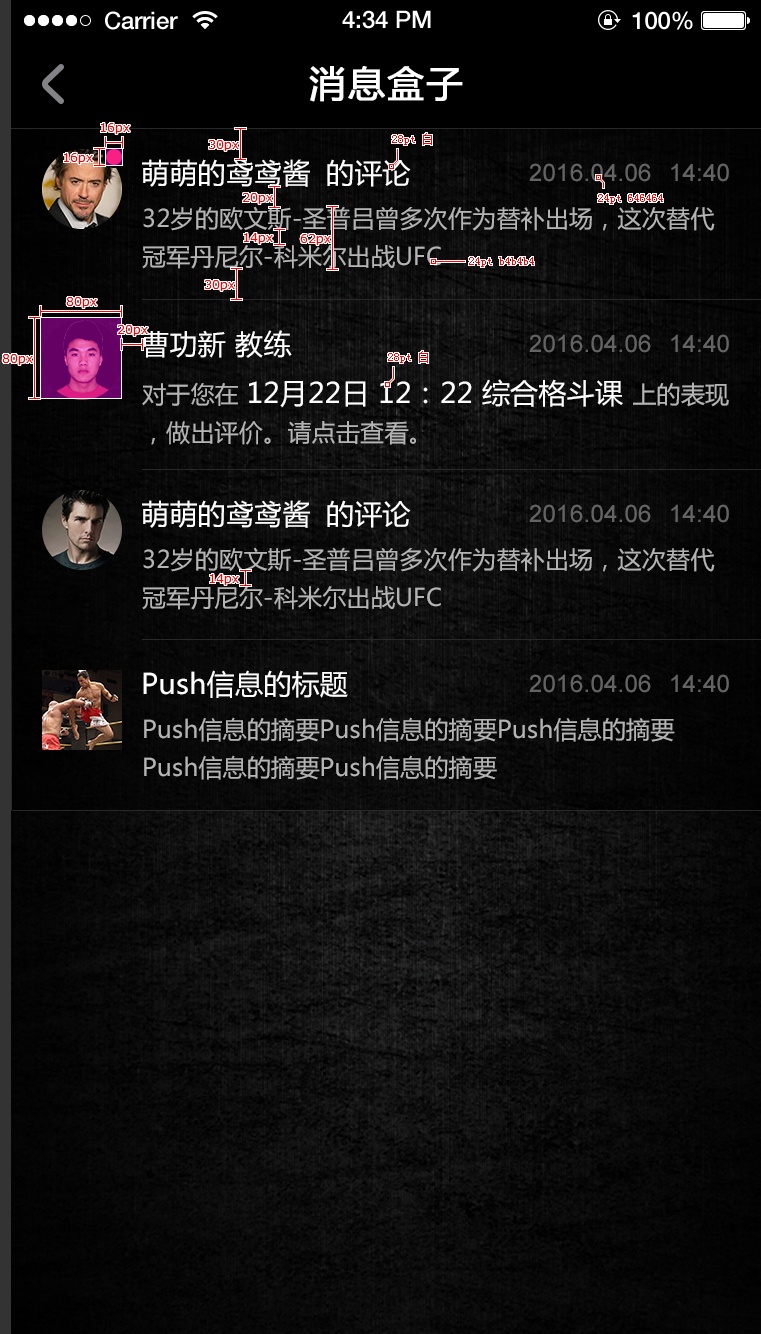 Carrier 4:34 PM 100%
消息盒子
16px
16px 30px 28pt 白
萌萌的鸢鸢酱 的评论 2016.04.06 14:40
20px 24pt 646464
32岁的欧文斯-圣普吕曾多次作为替补出场，这次替代
14px 62px
冠军丹尼尔-科米尔出战UFC 24pt b4b4b4
30px
80px
20px
曹功新 教练 2016.04.06 14:40
80px 28pt 白
对于您在 12月22日 12：22 综合格斗课 上的表现
，做出评价。请点击查看。
萌萌的鸢鸢酱 的评论 2016.04.06 14:40
32岁的欧文斯-圣普吕曾多次作为替补出场，这次替代
14px
冠军丹尼尔-科米尔出战UFC
Push信息的标题 2016.04.06 14:40
Push信息的摘要Push信息的摘要Push信息的摘要
Push信息的摘要Push信息的摘要